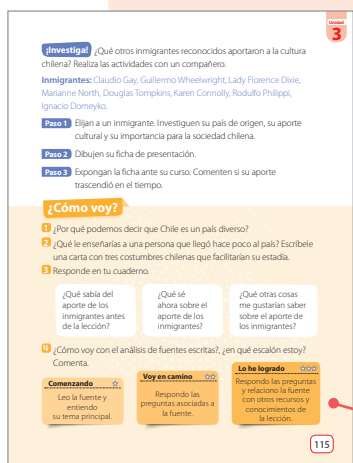 Unidad
3
¡Investiga! ¿Qué otros inmigrantes reconocidos aportaron a la cultura
chilena? Realiza las actividades con un compañero.
Inmigrantes: Claudio Gay, Guillermo Wheelwright, Lady Florence Dixie,
Marianne North, Douglas Tompkins, Karen Connolly, Rodulfo Philippi,
Ignacio Domeyko.
Paso 1 Elijan a un inmigrante. Investiguen su país de origen, su aporte
cultural y su importancia para la sociedad chilena.
Paso 2 Dibujen su ficha de presentación.
Paso 3 Expongan la ficha ante su curso. Comenten si su aporte
trascendió en el tiempo.
¿Cómo voy?
1 ¿Por qué podemos decir que Chile es un país diverso?
2 ¿Qué le enseñarías a una persona que llegó hace poco al país? Escríbele
una carta con tres costumbres chilenas que facilitarían su estadía.
3 Responde en tu cuaderno.
¿Qué sabía del
aporte de los
inmigrantes antes
de la lección?
¿Qué sé
ahora sobre el
aporte de los
inmigrantes?
¿Qué otras cosas
me gustarían saber
sobre el aporte de
los inmigrantes?
4 ¿Cómo voy con el análisis de fuentes escritas?, ¿en qué escalón estoy?
Comenta.
Comenzando
Leo la fuente y
entiendo
su tema principal.
Voy en camino
Respondo las
preguntas asociadas a
la fuente.
Lo he logrado
Respondo las preguntas
y relaciono la fuente
con otros recursos y
conocimientos de
la lección.
115